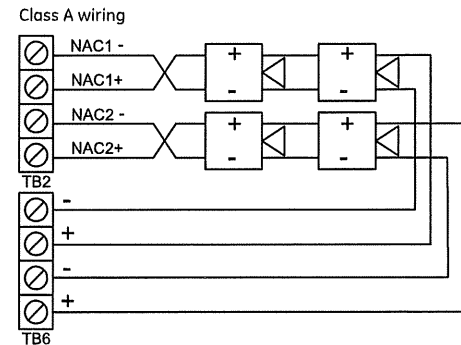 Class A wiring
NAC1 - + +
NAC1+ - -
NAC2 - + +
NAC2+ - -
TB2
-
+
-
+
TB6